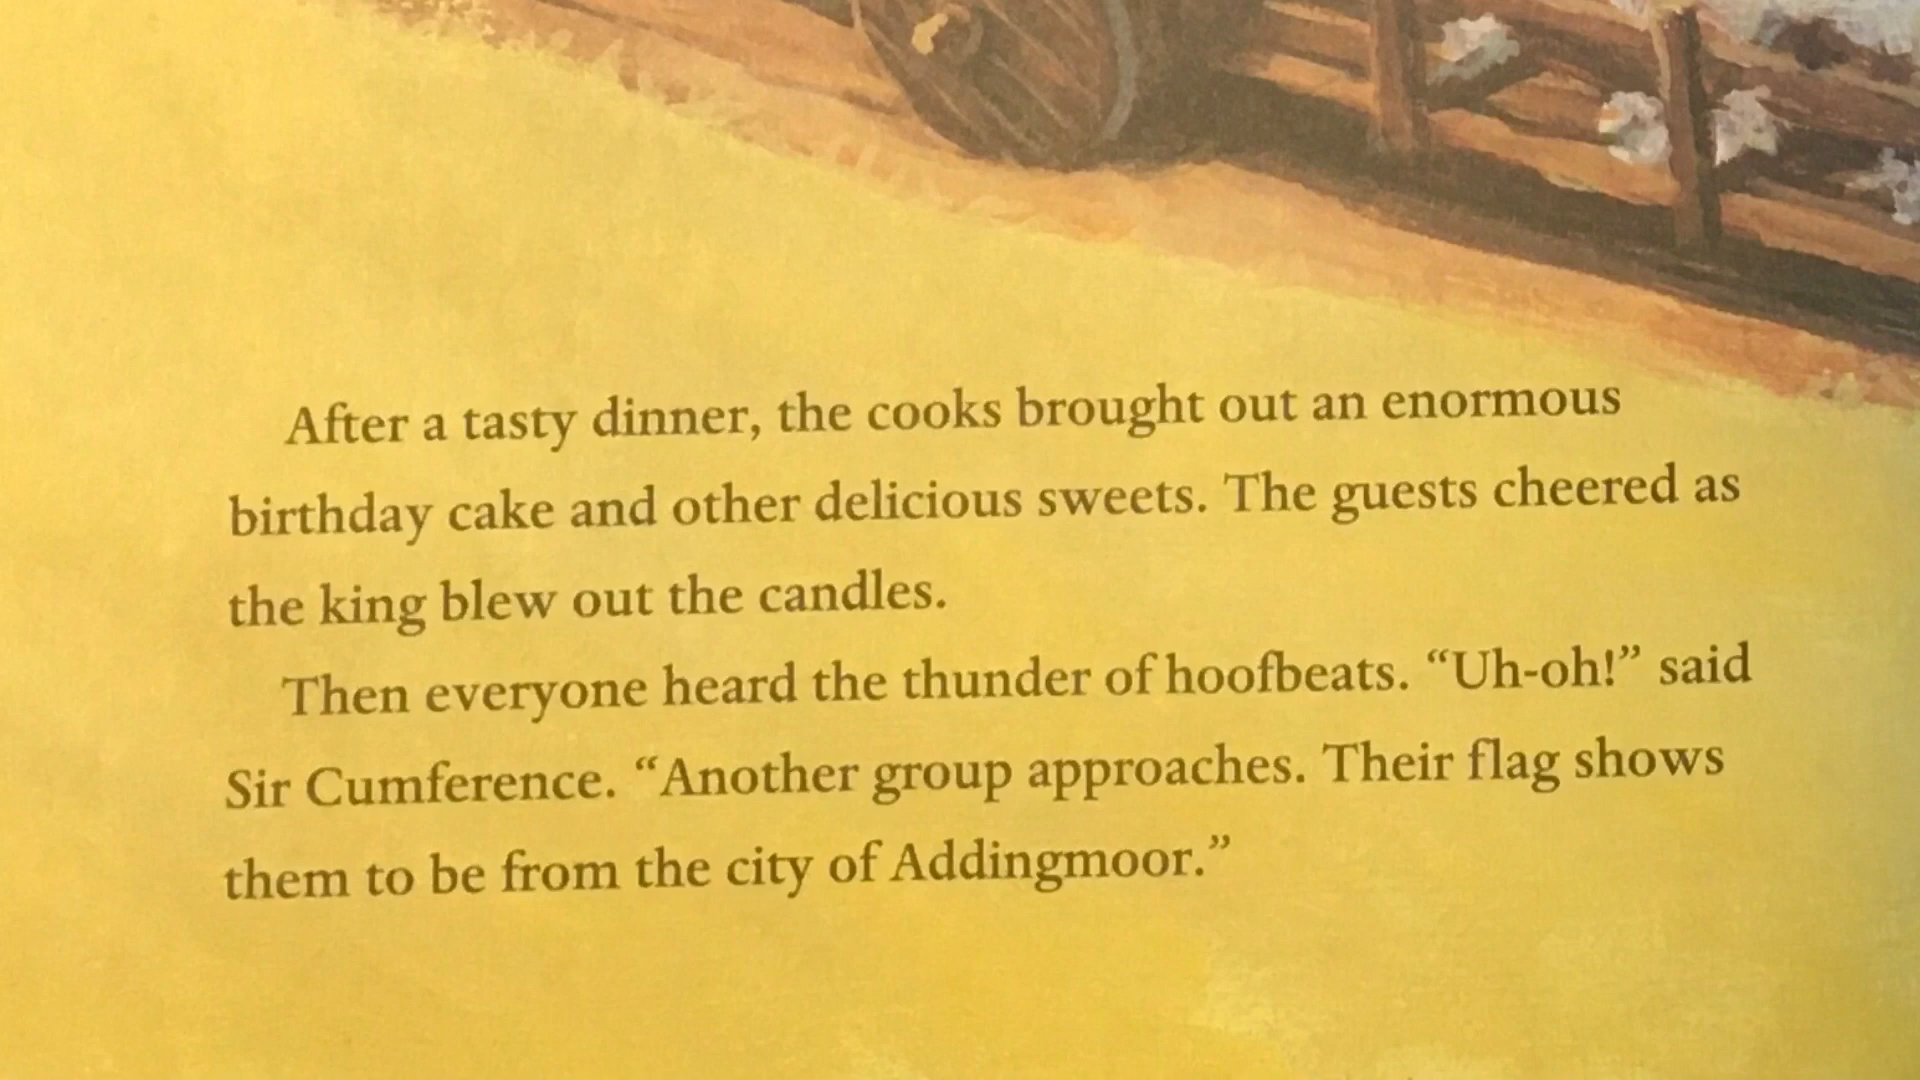 After a tasty dinner, the cooks brought out an enormous
birthday cake and other delicious sweets. The guests cheered as
the king blew out the candles.
Then everyone heard the thunder of hoofbeats. “Uh-oh!” said
Sir Cumference. “Another group approaches. Their flag shows
them to be from the city of Addingmoor.”